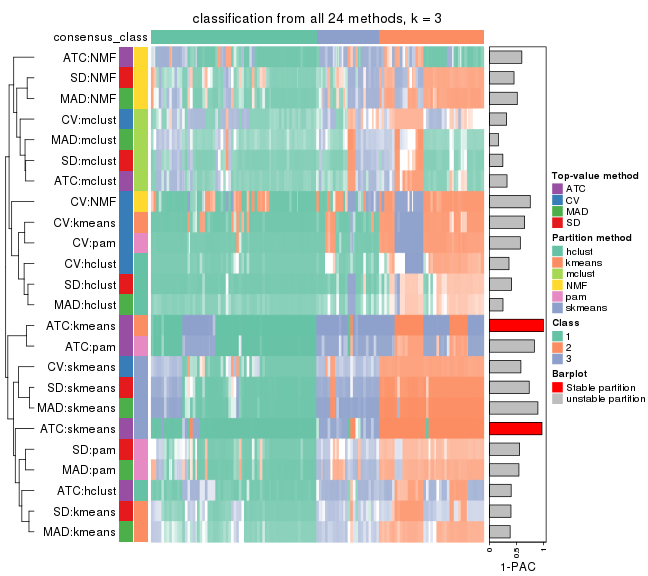 classification from all 24 methods, k = 3
consensus_class
ATC:NMF
SD:NMF
MAD:NMF
CV:mclust
MAD:mclust
SD:mclust
ATC:mclust
CV:NMF
CV:kmeans
CV:pam
CV:hclust
SD:hclust
MAD:hclust
ATC:kmeans
ATC:pam
CV:skmeans
SD:skmeans
MAD:skmeans
ATC:skmeans
SD:pam
MAD:pam
ATC:hclust
SD:kmeans
MAD:kmeans
0
0.5
1
1-PAC
Top-value method
ATC
CV
MAD
SD
Partition method
hclust
kmeans
mclust
NMF
pam
skmeans
Class
1
2
3
Barplot
Stable partition
unstable partition